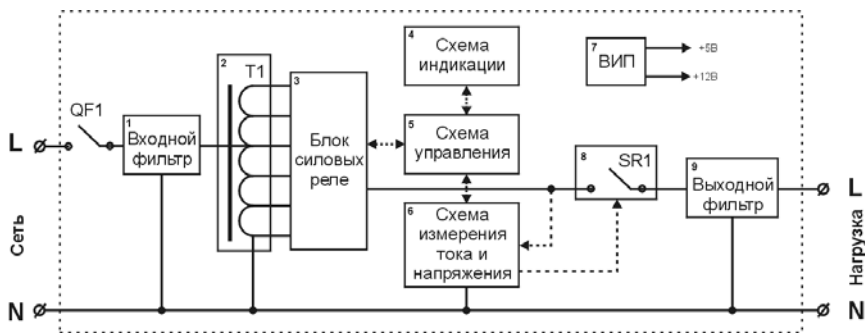 4
Схема
индикации
7
ВИП
+5В
+12В
2
T1
3
Блок
силовых
реле
5
Схема
управления
QF1
L
1
Входной
фильтр
8
SR1
9
Выходной
фильтр
L
6
Схема
измерения
тока и
напряжения
Сеть
Нагрузка
N
N